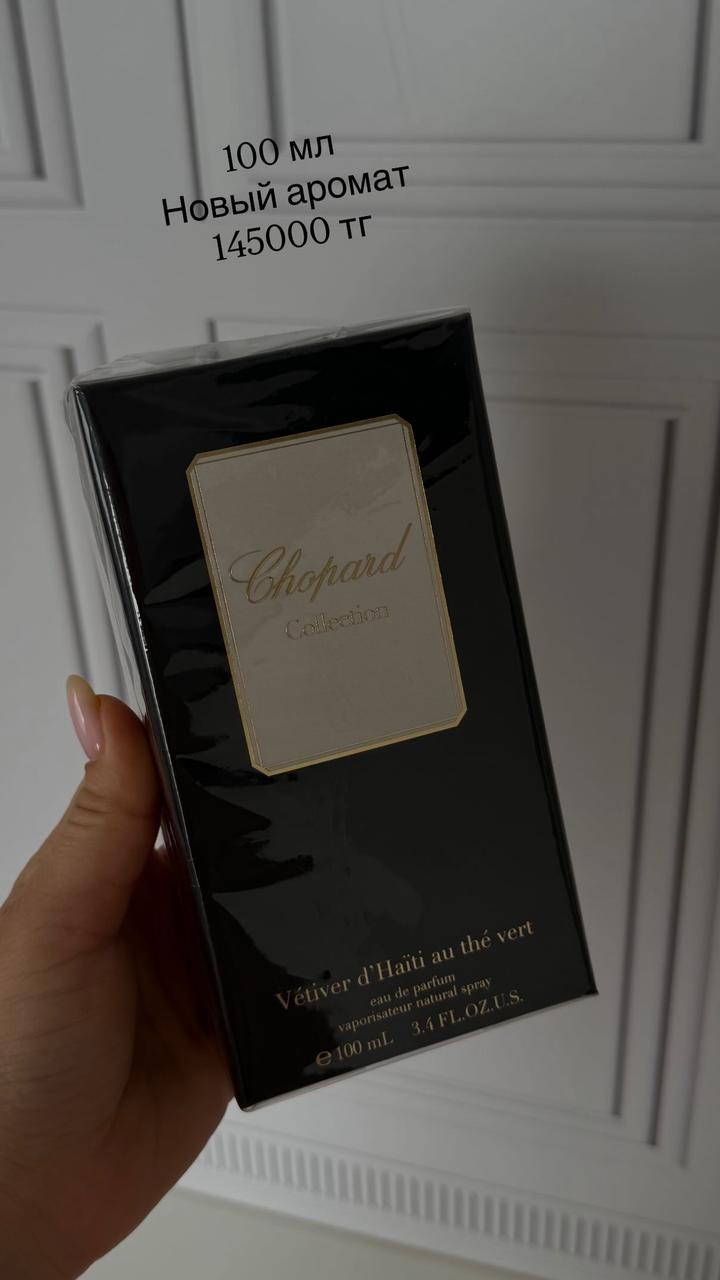 100 мл
Новый аромат
145000 тг
Chopard
Collection
Vétiver d'Haïti au thé vert
eau de parfum
vaporisateur natural spray
℮100 mL 3.4 FL.OZ.U.S.